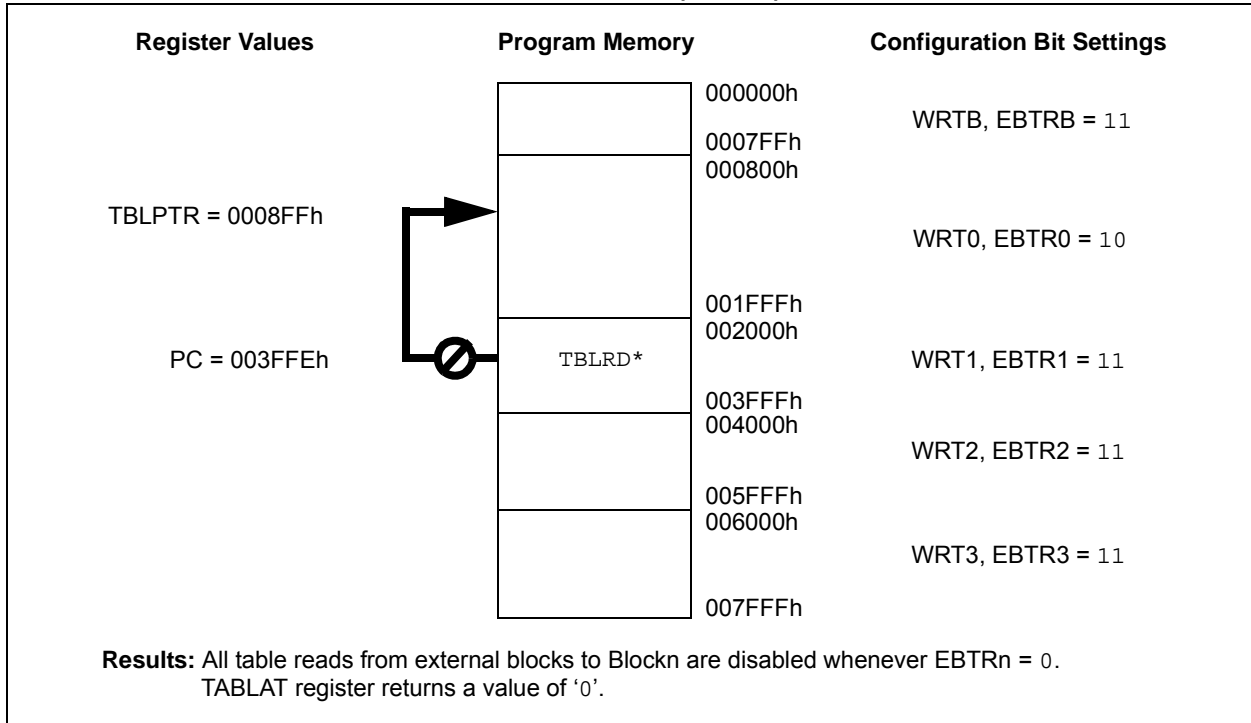 Register Values Program Memory Configuration Bit Settings
000000h
WRTB, EBTRB = 11
0007FFh
000800h
TBLPTR = 0008FFh
WRT0, EBTR0 = 10
001FFFh
002000h
PC = 003FFEh TBLRD* WRT1, EBTR1 = 11
003FFFh
004000h
WRT2, EBTR2 = 11
005FFFh
006000h
WRT3, EBTR3 = 11
007FFFh
Results: All table reads from external blocks to Blockn are disabled whenever EBTRn = 0.
TABLAT register returns a value of ‘0’.